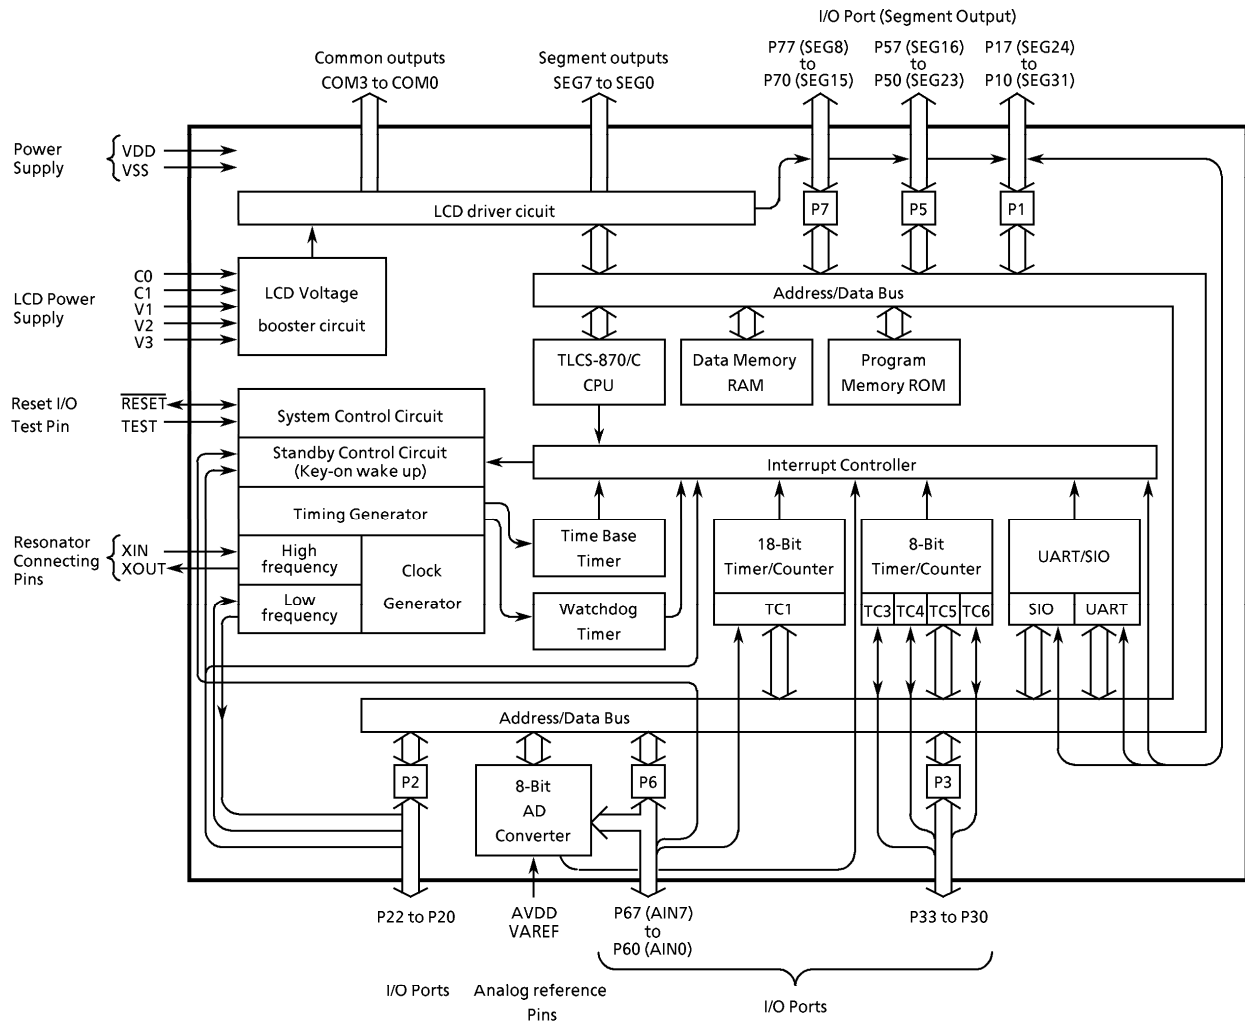 I/O Port (Segment Output)
Common outputs
COM3 to COM0
Segment outputs
SEG7 to SEG0
P77 (SEG8)
to
P70 (SEG15)
P57 (SEG16)
to
P50 (SEG23)
P17 (SEG24)
to
P10 (SEG31)
Power
Supply
VDD
VSS
LCD driver cicuit
P7
P5
P1
LCD Power
Supply
C0
C1
V1
V2
V3
LCD Voltage
booster circuit
Address/Data Bus
TLCS-870/C
CPU
Data Memory
RAM
Program
Memory ROM
Reset I/O
Test Pin
RESET
TEST
System Control Circuit
Standby Control Circuit
(Key-on wake up)
Interrupt Controller
Timing Generator
Resonator
Connecting
Pins
XIN
XOUT
High
frequency
Low
frequency
Clock
Generator
Time Base
Timer
Watchdog
Timer
18-Bit
Timer/Counter
TC1
8-Bit
Timer/Counter
TC3
TC4
TC5
TC6
UART/SIO
SIO
UART
Address/Data Bus
P2
8-Bit
AD
Converter
P6
P3
P22 to P20
AVDD
VAREF
P67 (AIN7)
to
P60 (AIN0)
P33 to P30
I/O Ports
Analog reference
Pins
I/O Ports